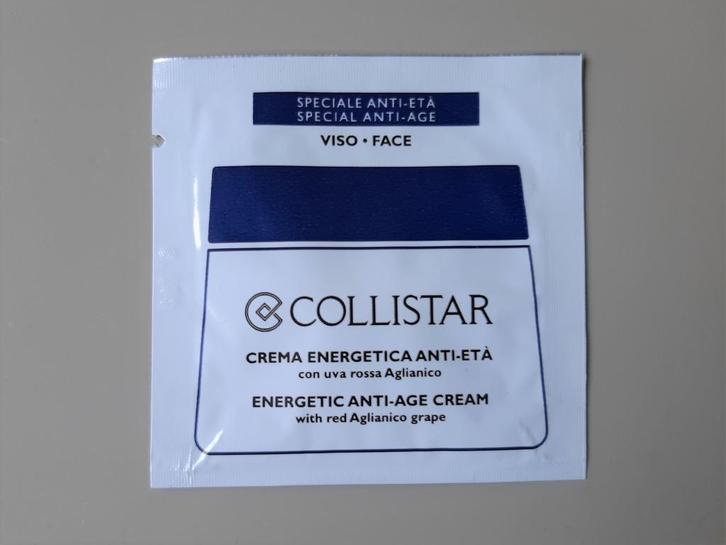 SPECIALE ANTI-ETÀ
SPECIAL ANTI-AGE
VISO • FACE
COLLISTAR
CREMA ENERGETICA ANTI-ETÀ
con uva rossa Aglianico
ENERGETIC ANTI-AGE CREAM
with red Aglianico grape